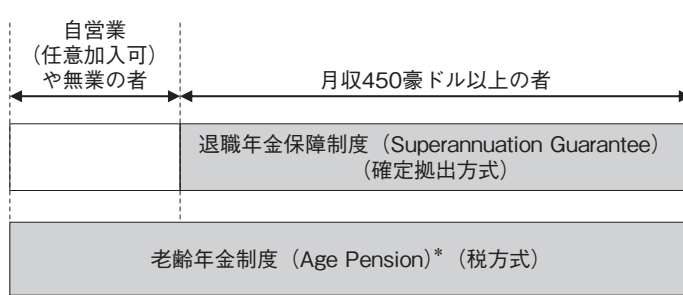 自営業
（任意加入可）
や無業の者
月収450豪ドル以上の者
退職年金保障制度（Superannuation Guarantee）
（確定拠出方式）
老齢年金制度（Age Pension）*（税方式）